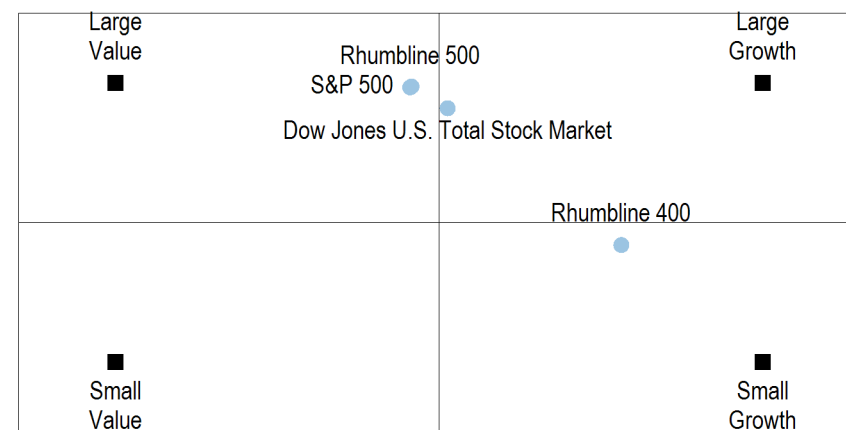 Large
Value
Large
Growth
Rhumbline 500
S&P 500
Dow Jones U.S. Total Stock Market
Rhumbline 400
Small
Value
Small
Growth